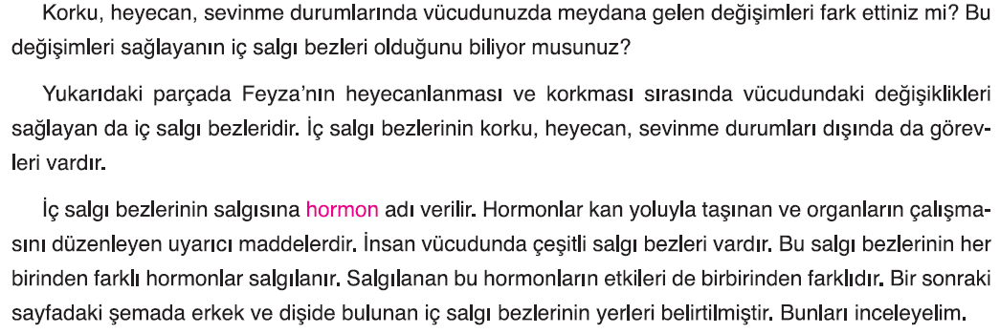 Korku, heyecan, sevinme durumlarında vücudunuzda meydana gelen değişimleri fark ettiniz mi? Bu
değişimleri sağlayanın iç salgı bezleri olduğunu biliyor musunuz?
Yukarıdaki parçada Feyza'nın heyecanlanması ve korkması sırasında vücudundaki değişiklikleri
sağlayan da iç salgı bezleridir. İç salgı bezlerinin korku, heyecan, sevinme durumları dışında da görev-
leri vardır.
İç salgı bezlerinin salgısına hormon adı verilir. Hormonlar kan yoluyla taşınan ve organların çalışma-
sını düzenleyen uyarıcı maddelerdir. İnsan vücudunda çeşitli salgı bezleri vardır. Bu salgı bezlerinin her
birinden farklı hormonlar salgılanır. Salgılanan bu hormonların etkileri de birbirinden farklıdır. Bir sonraki
sayfadaki şemada erkek ve dişide bulunan iç salgı bezlerinin yerleri belirtilmiştir. Bunları inceleyelim.